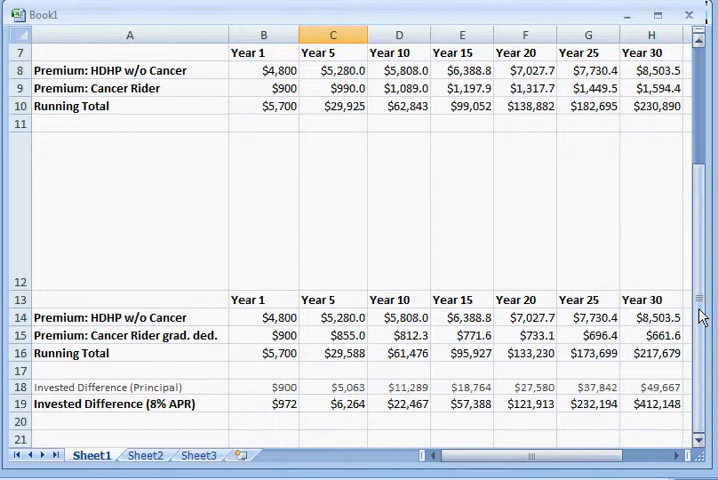 Book1
A B C D E F G H
7 Year 1 Year 5 Year 10 Year 15 Year 20 Year 25 Year 30
8 Premium: HDHP w/o Cancer $4,800 $5,280.0 $5,808.0 $6,388.8 $7,027.7 $7,730.4 $8,503.5
9 Premium: Cancer Rider $900 $990.0 $1,089.0 $1,197.9 $1,317.7 $1,449.5 $1,594.4
10 Running Total $5,700 $29,925 $62,843 $99,052 $138,882 $182,695 $230,890
11
12
13 Year 1 Year 5 Year 10 Year 15 Year 20 Year 25 Year 30
14 Premium: HDHP w/o Cancer $4,800 $5,280.0 $5,808.0 $6,388.8 $7,027.7 $7,730.4 $8,503.5
15 Premium: Cancer Rider grad. ded. $900 $855.0 $812.3 $771.6 $733.1 $696.4 $661.6
16 Running Total $5,700 $29,588 $61,476 $95,927 $133,230 $173,699 $217,679
17
18 Invested Difference (Principal) $900 $5,063 $11,289 $18,764 $27,580 $37,842 $49,667
19 Invested Difference (8% APR) $972 $6,264 $22,467 $57,388 $121,913 $232,194 $412,148
20
21
Sheet1 Sheet2 Sheet3